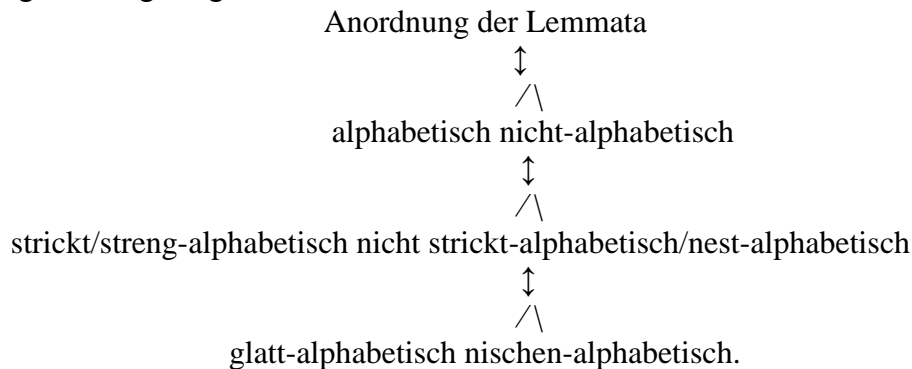 Anordnung der Lemmata
↕
/\
alphabetisch nicht-alphabetisch
↕
/\
strickt/streng-alphabetisch nicht strickt-alphabetisch/nest-alphabetisch
↕
/\
glatt-alphabetisch nischen-alphabetisch.